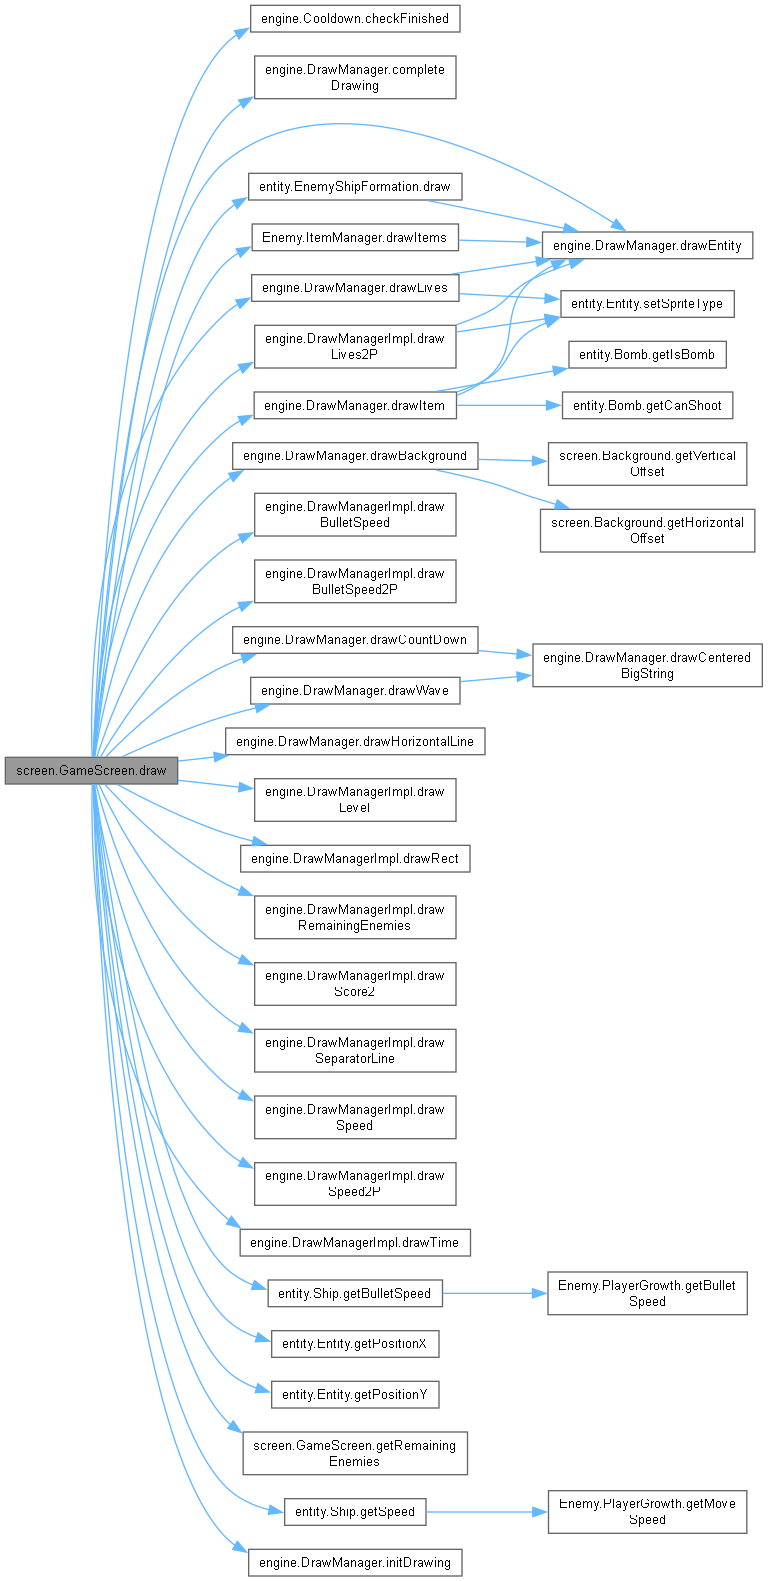 engine.Cooldown.checkFinished
engine.DrawManager.complete
Drawing
entity.EnemyShipFormation.draw
Enemy.ItemManager.drawItems
engine.DrawManager.drawEntity
engine.DrawManager.drawLives
entity.Entity.setSpriteType
engine.DrawManagerImpl.draw
Lives2P
entity.Bomb.getIsBomb
engine.DrawManager.drawItem
entity.Bomb.getCanShoot
engine.DrawManager.drawBackground
screen.Background.getVertical
Offset
engine.DrawManagerImpl.draw
BulletSpeed
screen.Background.getHorizontal
Offset
engine.DrawManagerImpl.draw
BulletSpeed2P
engine.DrawManager.drawCountDown
engine.DrawManager.drawCentered
BigString
engine.DrawManager.drawWave
engine.DrawManager.drawHorizontalLine
screen.GameScreen.draw
engine.DrawManagerImpl.draw
Level
engine.DrawManagerImpl.drawRect
engine.DrawManagerImpl.draw
RemainingEnemies
engine.DrawManagerImpl.draw
Score2
engine.DrawManagerImpl.draw
SeparatorLine
engine.DrawManagerImpl.draw
Speed
engine.DrawManagerImpl.draw
Speed2P
engine.DrawManagerImpl.drawTime
entity.Ship.getBulletSpeed
Enemy.PlayerGrowth.getBullet
Speed
entity.Entity.getPositionX
entity.Entity.getPositionY
screen.GameScreen.getRemaining
Enemies
entity.Ship.getSpeed
Enemy.PlayerGrowth.getMove
Speed
engine.DrawManager.initDrawing